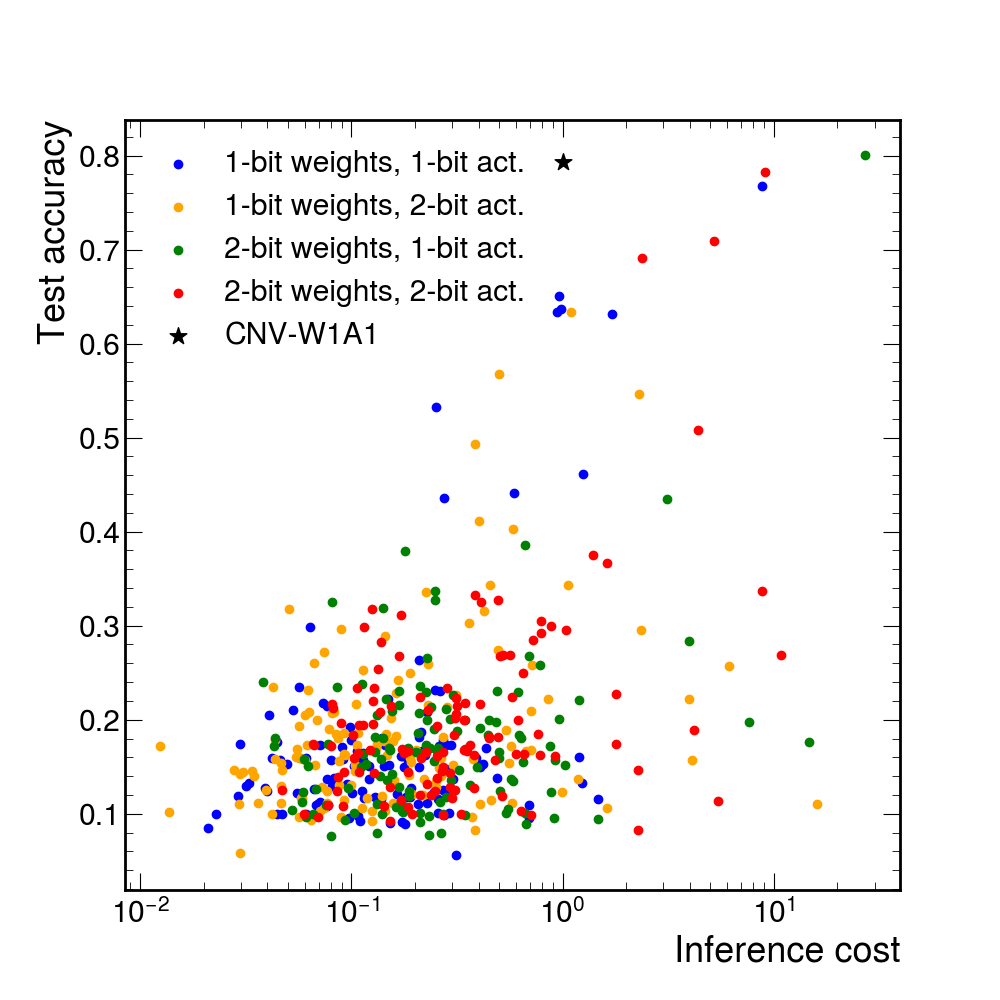 Test accuracy
0.8
0.7
0.6
0.5
0.4
0.3
0.2
0.1
1-bit weights, 1-bit act.
1-bit weights, 2-bit act.
2-bit weights, 1-bit act.
2-bit weights, 2-bit act.
CNV-W1A1
10⁻² 10⁻¹ 10⁰ 10¹
Inference cost